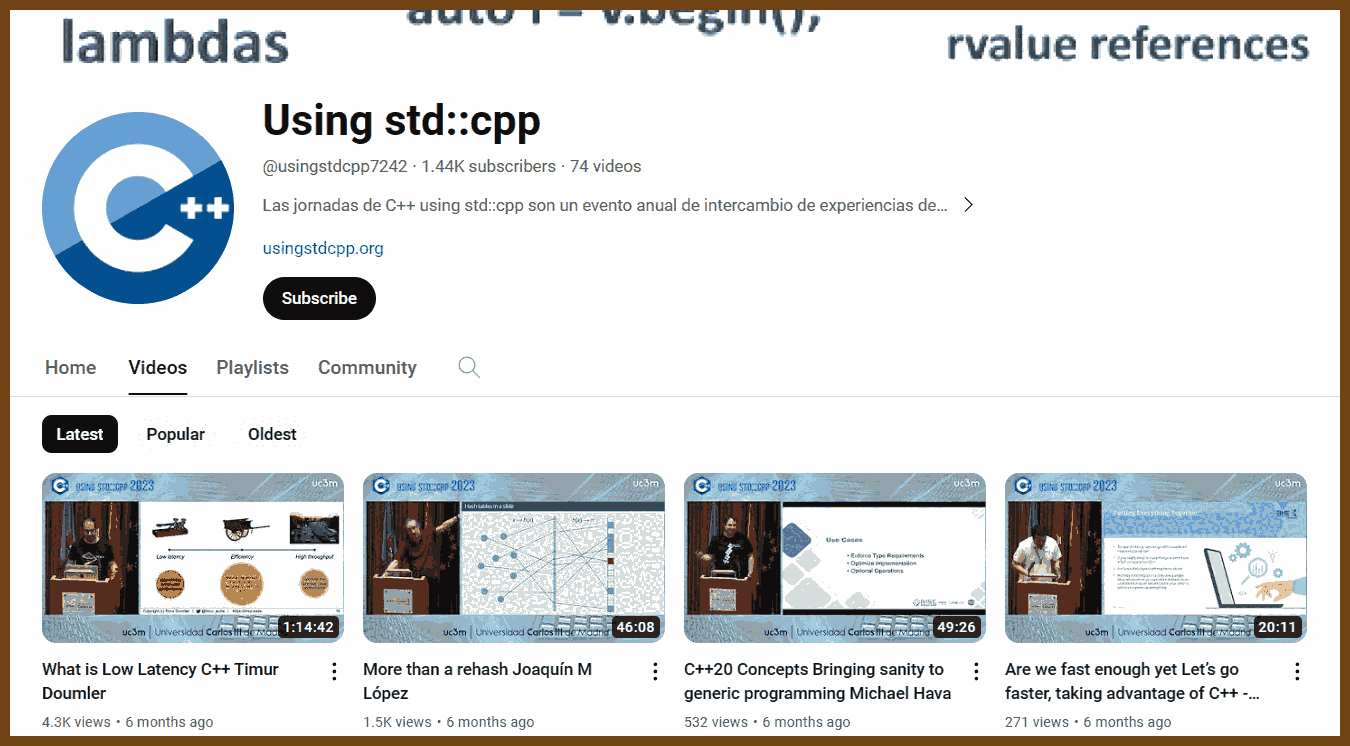 lambdas
auto i = v.begin();
rvalue references
Using std::cpp
@usingstdcpp7242 · 1.44K subscribers · 74 videos
Las jornadas de C++ using std::cpp son un evento anual de intercambio de experiencias de...
usingstdcpp.org
Subscribe
Home Videos Playlists Community
Latest Popular Oldest
USING STD::CPP 2023 uc3m
Low latency Efficiency High throughput
uc3m | Universidad Carlos III de Madrid
1:14:42
What is Low Latency C++ Timur
Doumler
4.3K views • 6 months ago
USING STD::CPP 2023 uc3m
Hash tables in a slide
uc3m | Universidad Carlos III de Madrid
46:08
More than a rehash Joaquín M
López
1.5K views • 6 months ago
USING STD::CPP 2023 uc3m
Use Cases
• Enforce Type Requirements
• Optimize Implementation
• Optional Operations
uc3m | Universidad Carlos III de Madrid
49:26
C++20 Concepts Bringing sanity to
generic programming Michael Hava
532 views • 6 months ago
USING STD::CPP 2023 uc3m
Putting Everything Together
uc3m | Universidad Carlos III de Madrid
20:11
Are we fast enough yet Let’s go
faster, taking advantage of C++ -...
271 views • 6 months ago